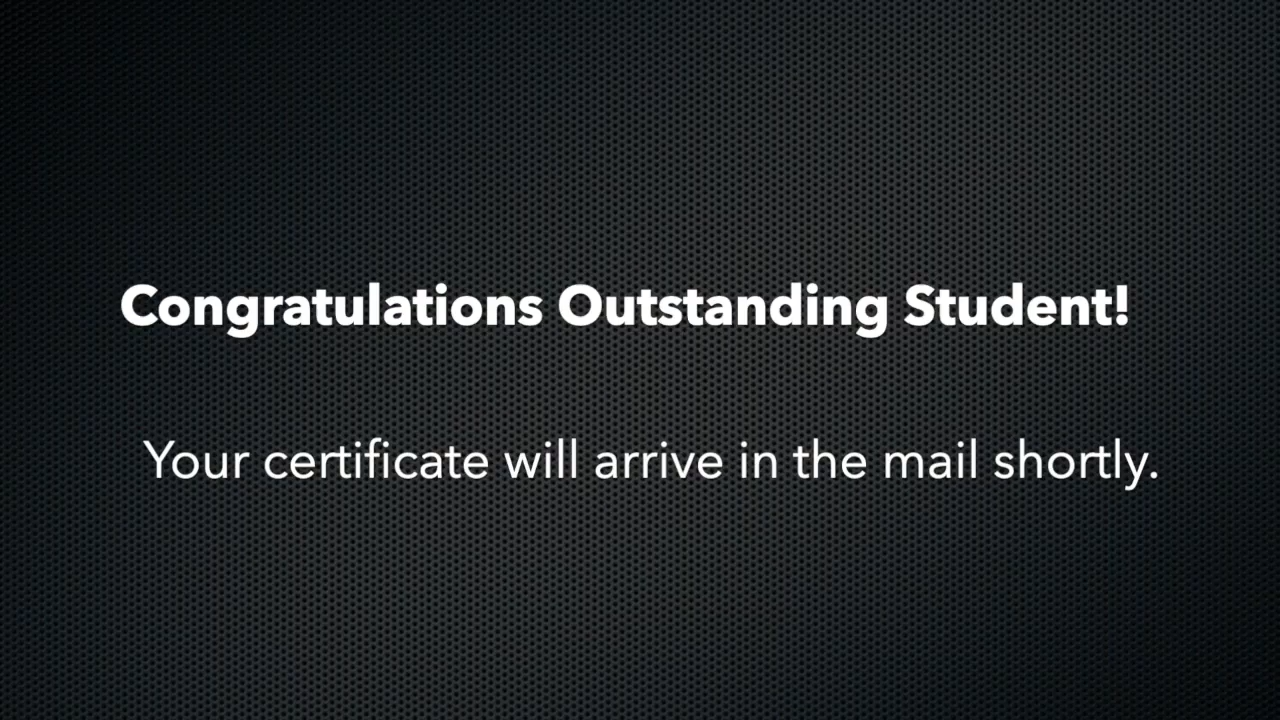 Congratulations Outstanding Student!
Your certificate will arrive in the mail shortly.